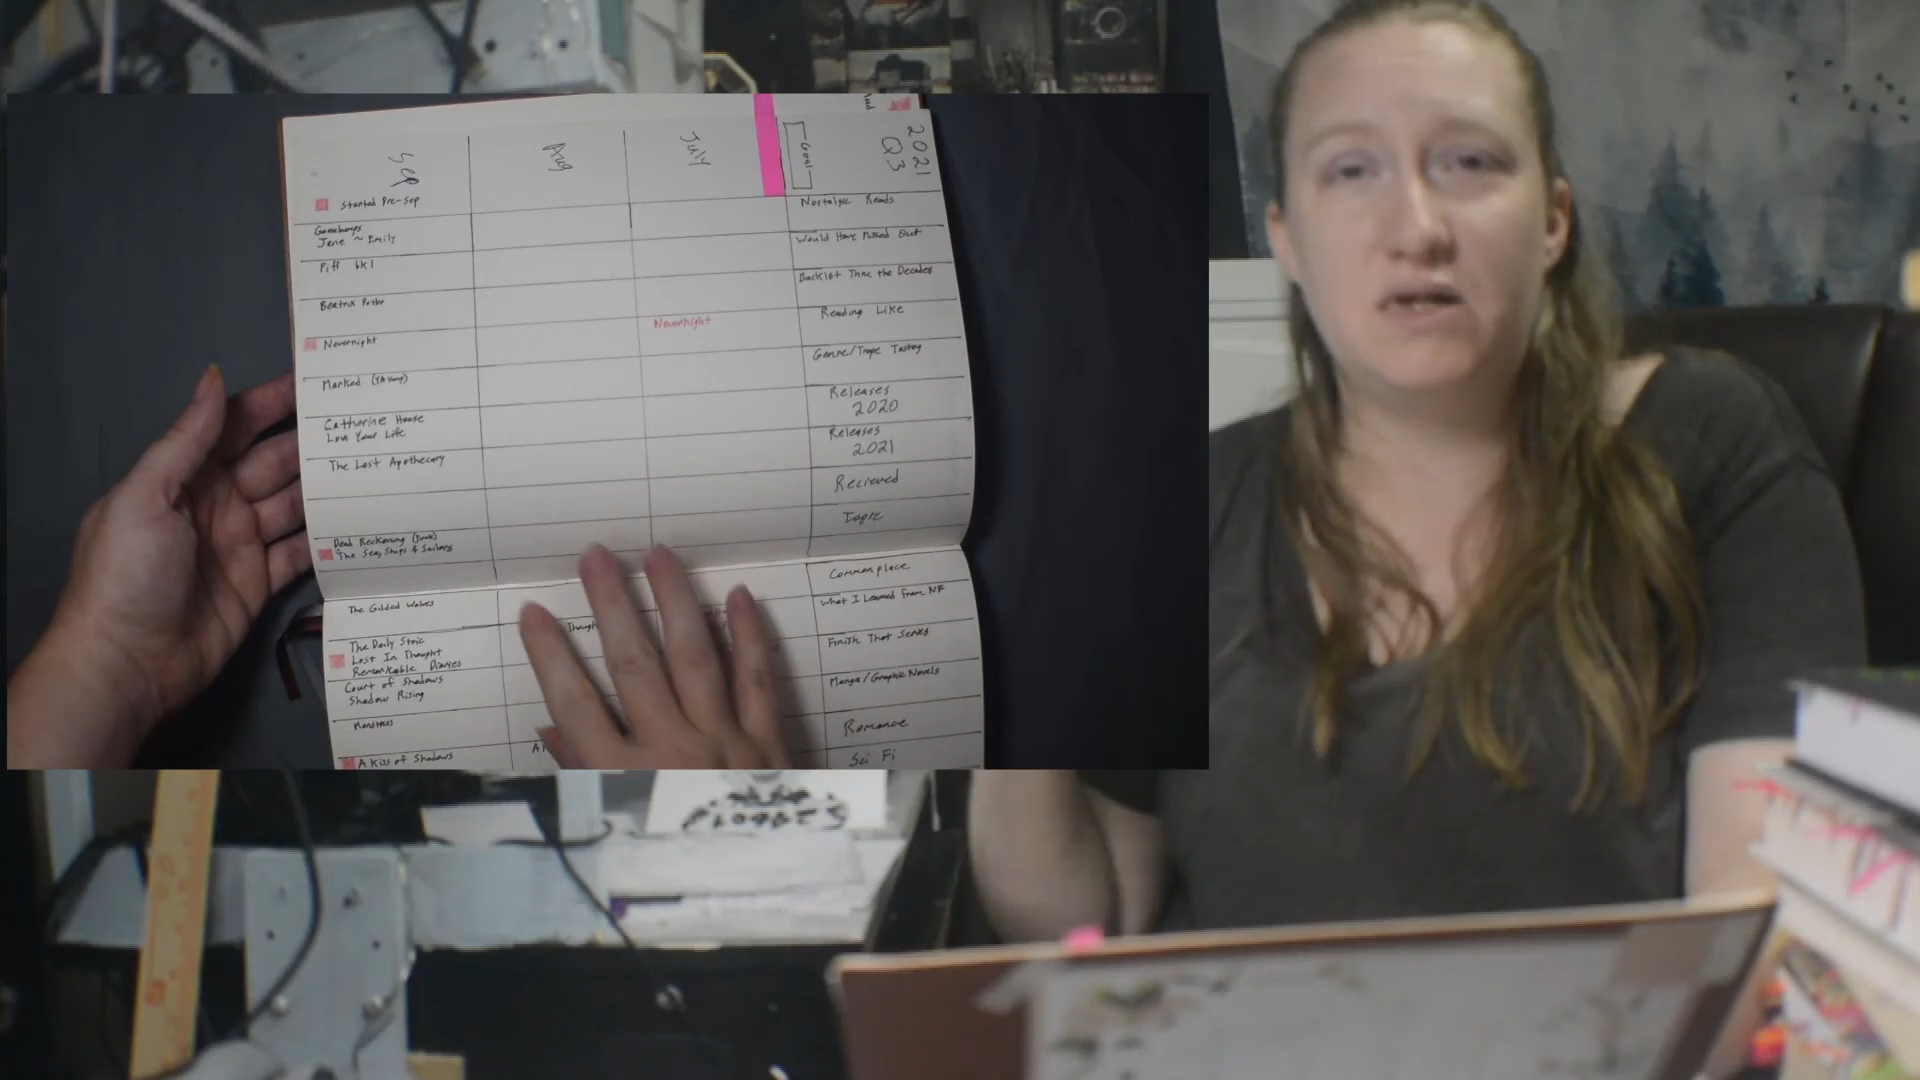 2021
Q3
Goal
July
Aug
Sep
Started Pre-Sep
Nostalgic Reads
Goosebumps
Jane ~ Emily
Would Have Missed Out
Piff bk1
Backlist Thru the Decades
Beatrix Potter
Reading Like
Nevernight
Nevernight
Genre/Trope Tasting
Marked (YA Vamp)
Releases
2020
Catherine House
Love Your Life
Releases
2021
The Lost Apothecary
Recieved
Topic
Dead Reckoning
The Sea, Ships & Sailors
Commonplace
The Gilded Wolves
What I Learned from NF
The Daily Stoic
Lost In Thought
Remarkable Diaries
Though
Finish That Series
Court of Shadows
Shadow Rising
Manga/Graphic Novels
Monstress
Romance
A Kiss of Shadows
A
Sci Fi